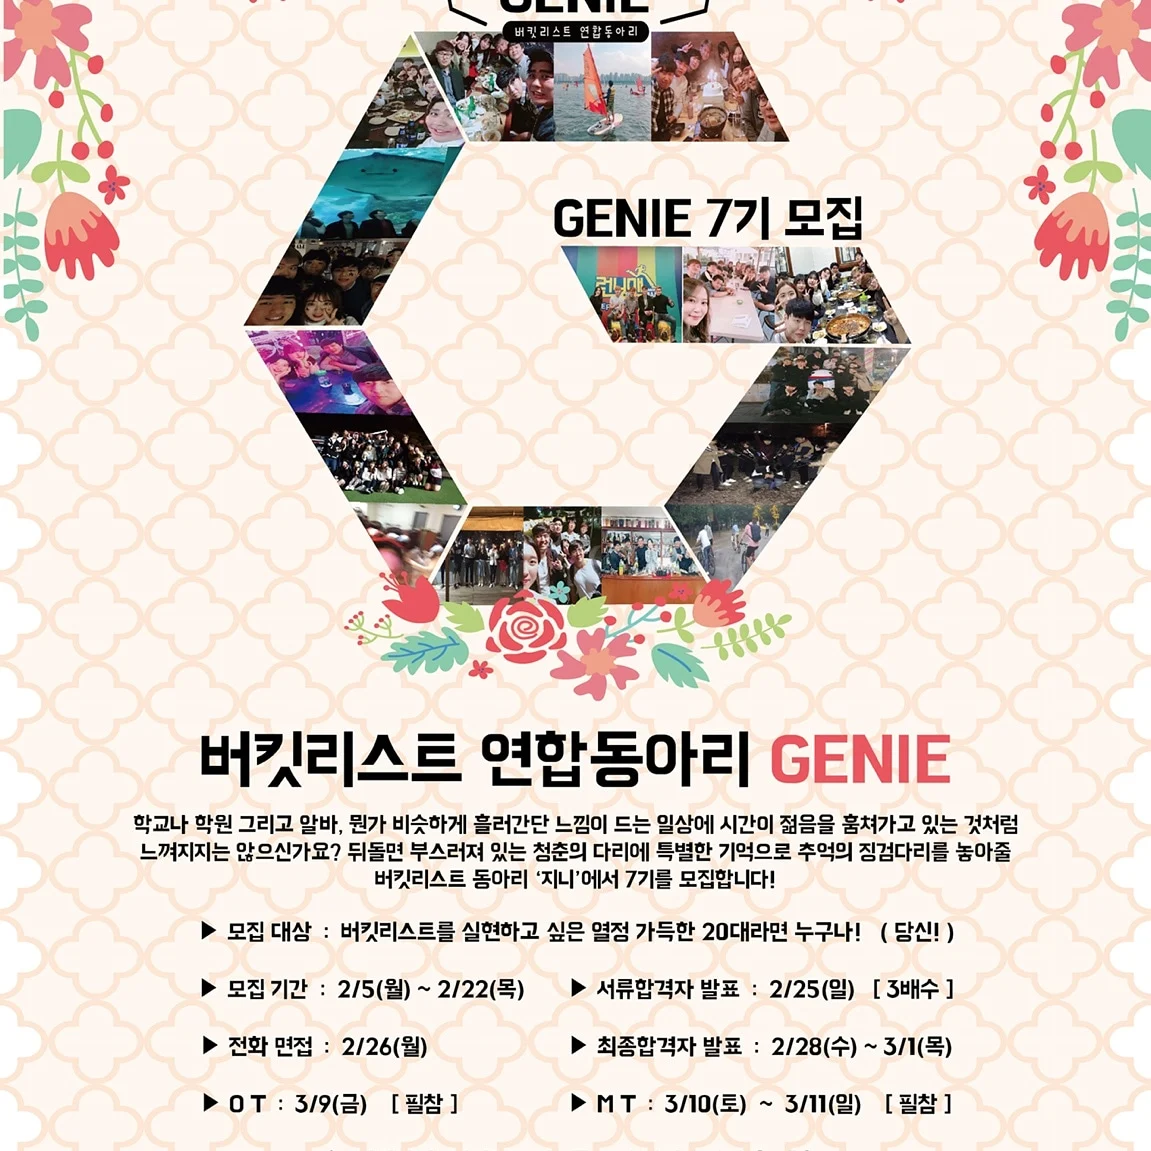 GENIE
버킷리스트 연합동아리
GENIE 7기 모집
런닝맨
버킷리스트 연합동아리 GENIE
학교나 학원 그리고 알바, 뭔가 비슷하게 흘러간단 느낌이 드는 일상에 시간이 젊음을 훔쳐가고 있는 것처럼
느껴지지는 않으신가요? 뒤돌면 부스러져 있는 청춘의 다리에 특별한 기억으로 추억의 징검다리를 놓아줄
버킷리스트 동아리 ‘지니’에서 7기를 모집합니다!
▶ 모집 대상 : 버킷리스트를 실현하고 싶은 열정 가득한 20대라면 누구나! ( 당신! )
▶ 모집 기간 : 2/5(월) ~ 2/22(목) ▶ 서류합격자 발표 : 2/25(일) [ 3배수 ]
▶ 전화 면접 : 2/26(월) ▶ 최종합격자 발표 : 2/28(수) ~ 3/1(목)
▶ O T : 3/9(금) [ 필참 ] ▶ M T : 3/10(토) ~ 3/11(일) [ 필참 ]